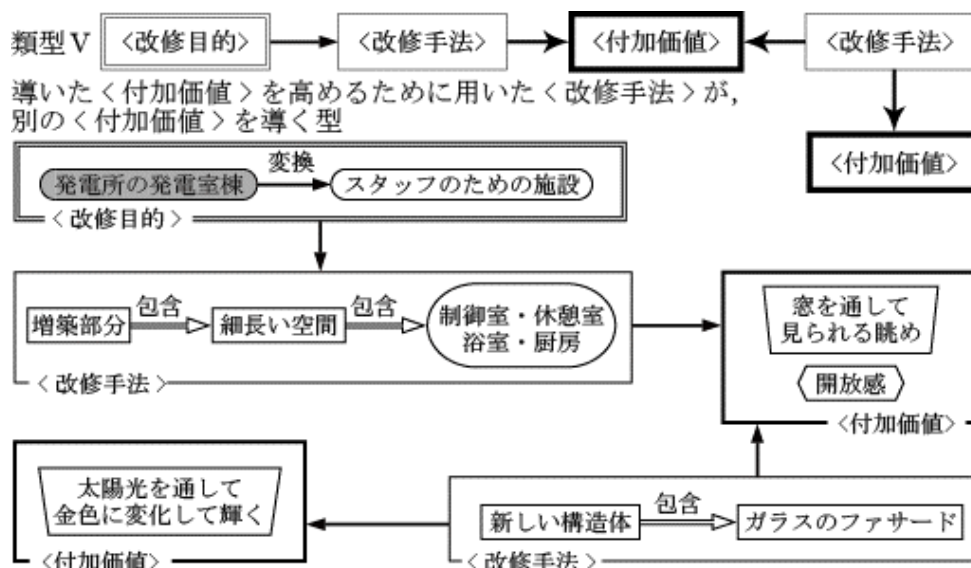 類型Ⅴ <改修目的> <改修手法> <付加価値> <改修手法>
導いた<付加価値>を高めるために用いた<改修手法>が,
別の<付加価値>を導く型
<付加価値>
発電所の発電室棟 変換 スタッフのための施設
<改修目的>
増築部分 包含 細長い空間 包含 制御室・休憩室
浴室・厨房
<改修手法>
窓を通して
見られる眺め
開放感
<付加価値>
太陽光を通して
金色に変化して輝く
<付加価値>
新しい構造体 包含 ガラスのファサード
<改修手法>